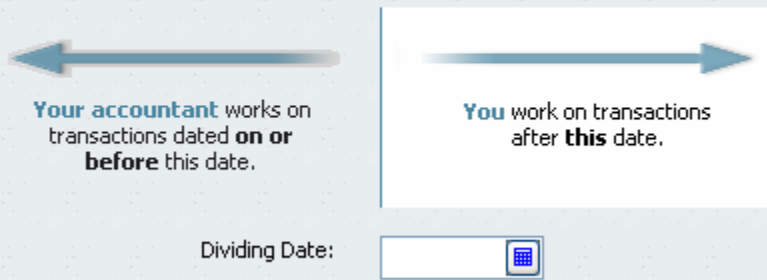 Your accountant works on
transactions dated on or
before this date.
You work on transactions
after this date.
Dividing Date: